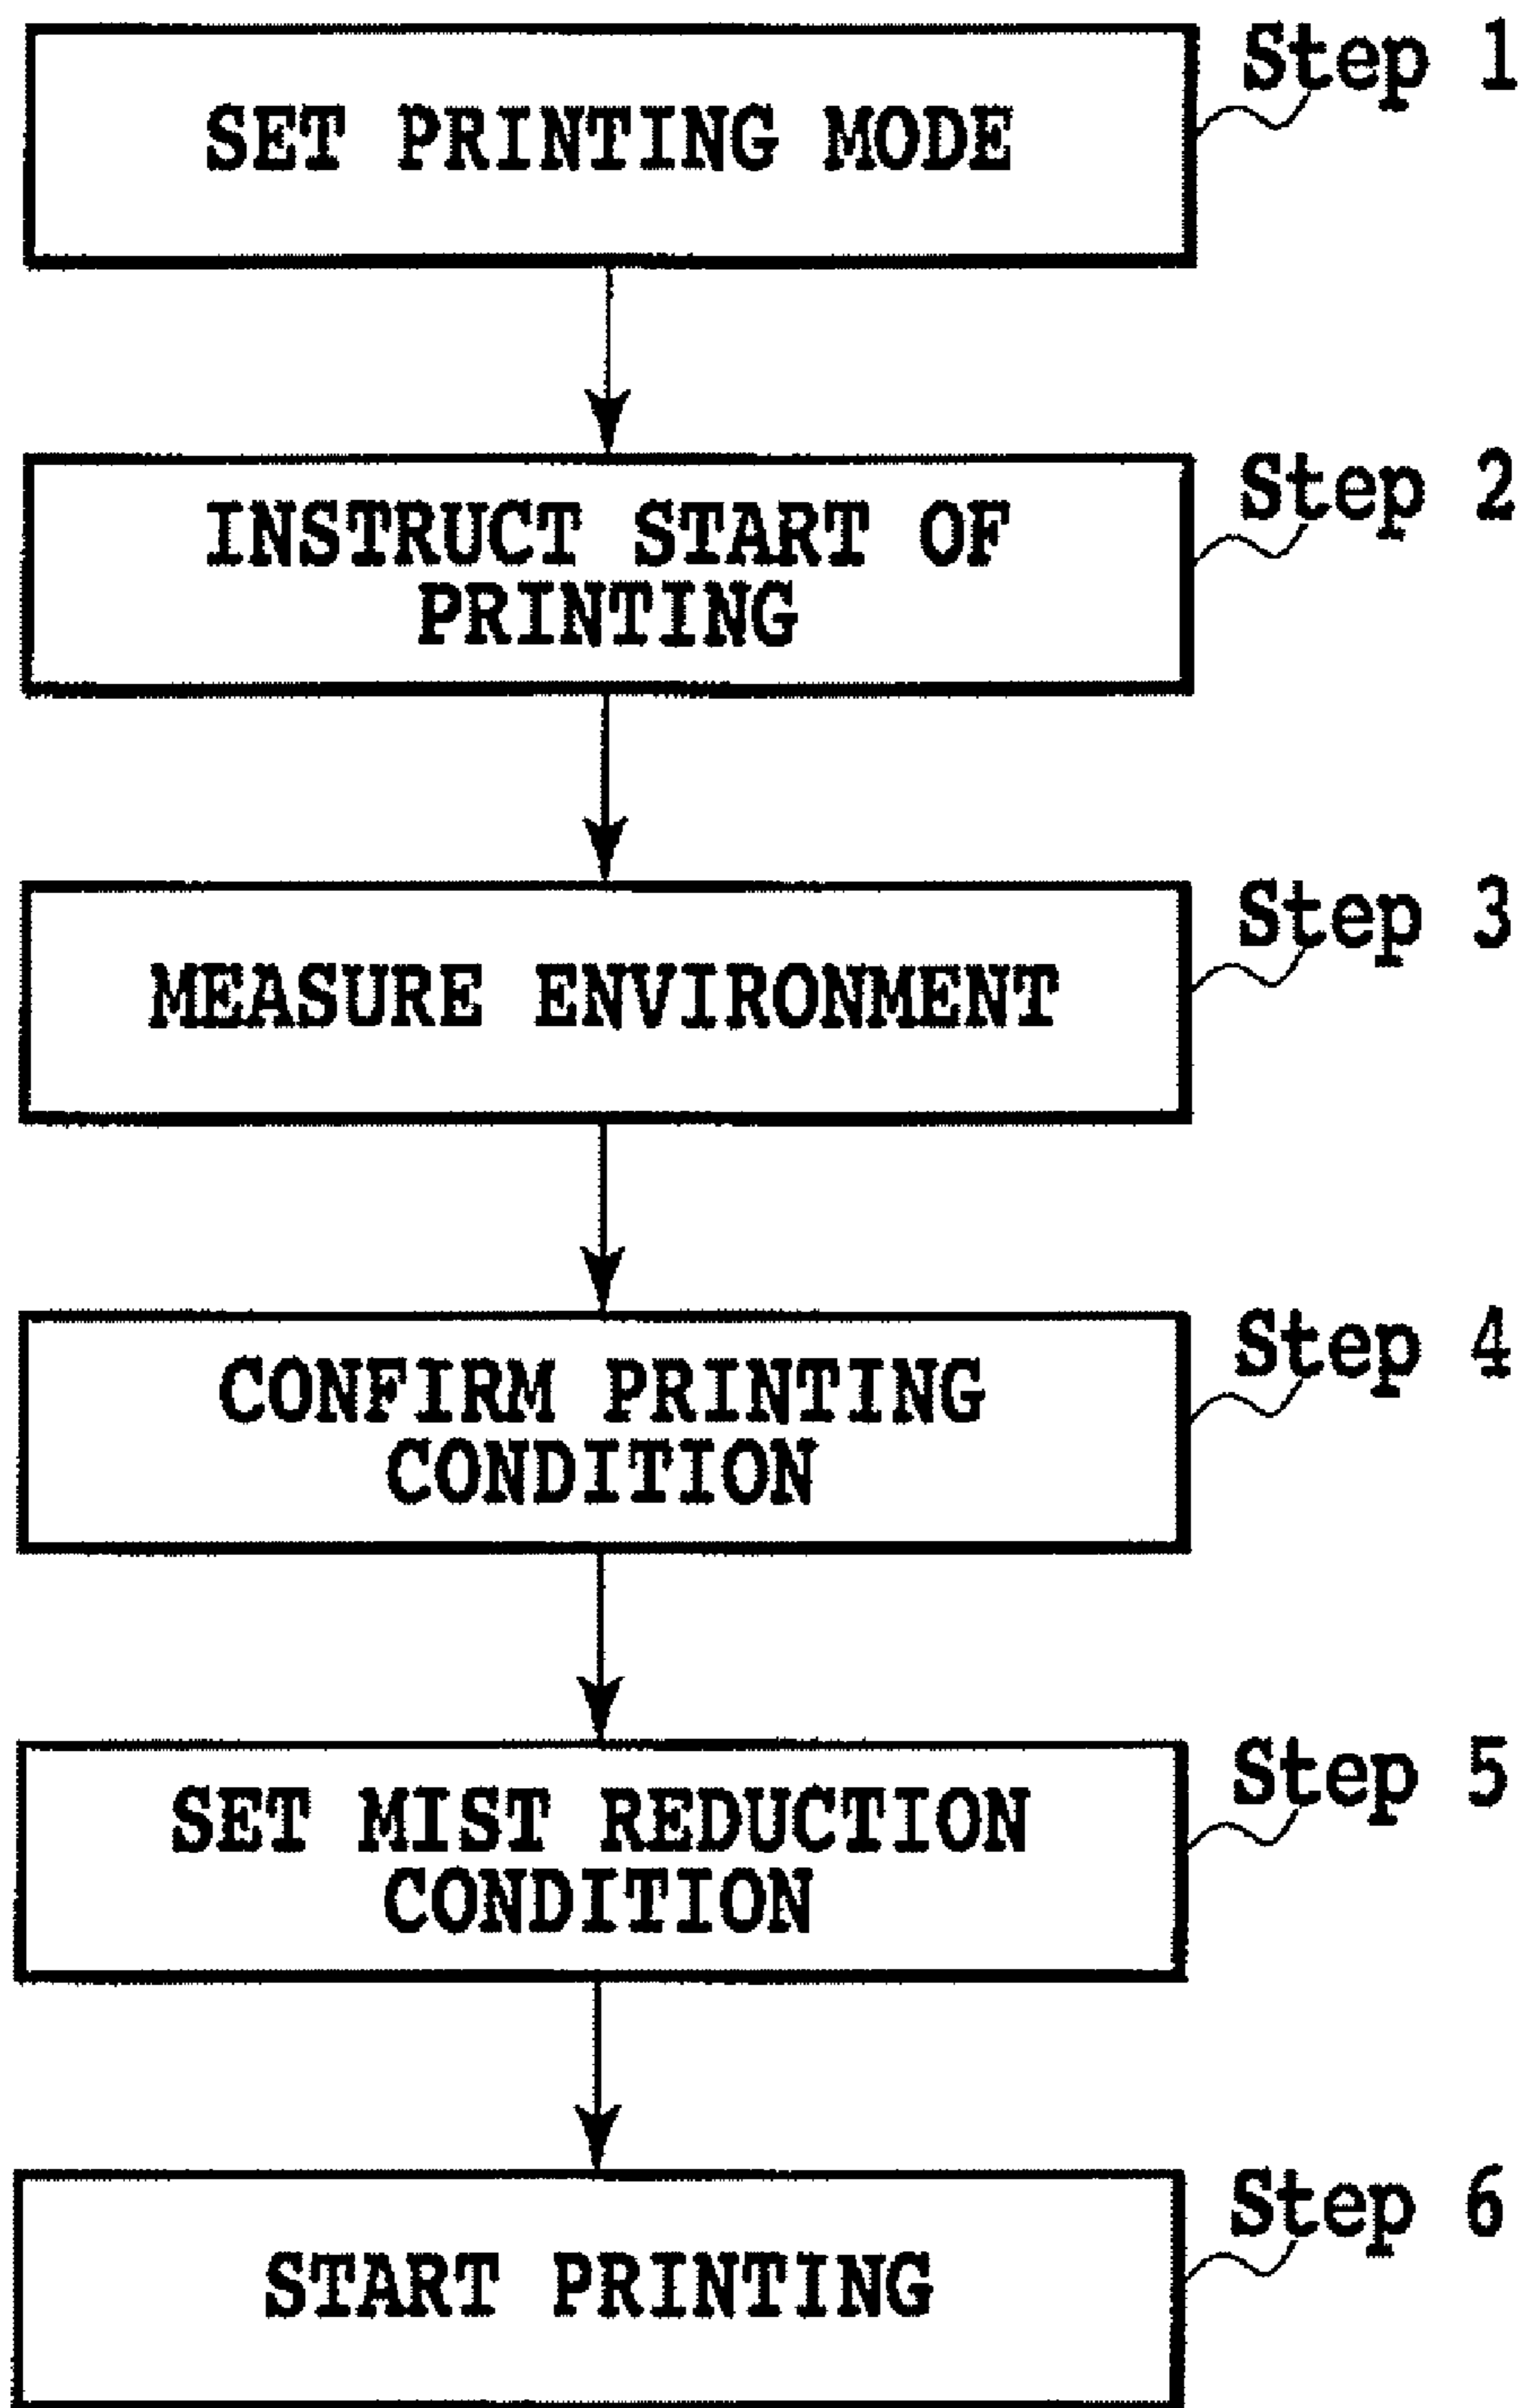 Step 1
SET PRINTING MODE
Step 2
INSTRUCT START OF
PRINTING
Step 3
MEASURE ENVIRONMENT
Step 4
CONFIRM PRINTING
CONDITION
Step 5
SET MIST REDUCTION
CONDITION
Step 6
START PRINTING